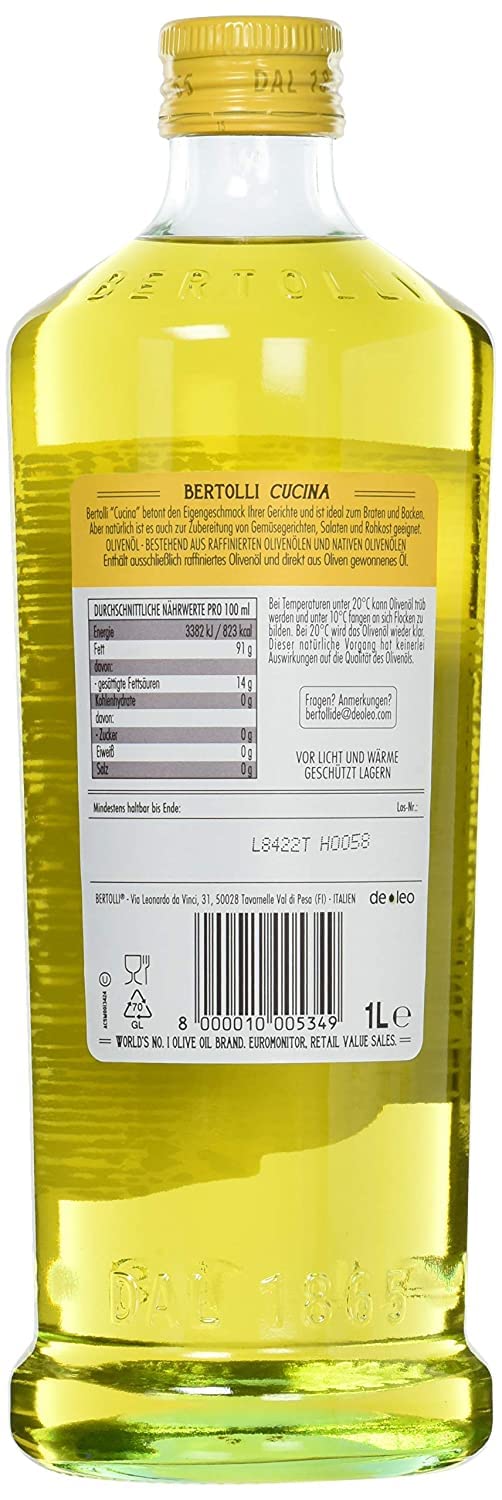 DAL 18
BERTOLLI
BERTOLLI CUCINA
Bertolli "Cucina" betont den Eigengeschmack Ihrer Gerichte und ist ideal zum Braten und Backen.
Aber natürlich ist es auch zur Zubereitung von Gemüsegerichten, Salaten und Rohkost geeignet.
OLIVENÖL - BESTEHEND AUS RAFFINIERTEN OLIVENÖLEN UND NATIVEN OLIVENÖLEN
Enthält ausschließlich raffiniertes Olivenöl und direkt aus Oliven gewonnenes Öl.
DURCHSCHNITTLICHE NÄHRWERTE PRO 100 ml
Energie 3382 kJ / 823 kcal
Fett 91 g
davon:
- gesättigte Fettsäuren 14 g
Kohlenhydrate 0 g
davon:
- Zucker 0 g
Eiweiß 0 g
Salz 0 g
Bei Temperaturen unter 20°C kann Olivenöl trüb
werden und unter 10°C fangen an sich Flocken zu
bilden. Bei 20°C wird das Olivenöl wieder klar.
Dieser natürliche Vorgang hat keinerlei
Auswirkungen auf die Qualität des Olivenöls.
Fragen? Anmerkungen?
bertollide@deoleo.com
VOR LICHT UND WÄRME
GESCHÜTZT LAGERN
Mindestens haltbar bis Ende: Los-Nr.:
L8422T H0058
BERTOLLI® - Via Leonardo da Vinci, 31, 50028 Tavarnelle Val di Pesa (FI) - ITALIEN
deoleo
U
70
GL
8 000010 005349
1L e
WORLD'S NO. 1 OLIVE OIL BRAND. EUROMONITOR, RETAIL VALUE SALES.
DAL 1865